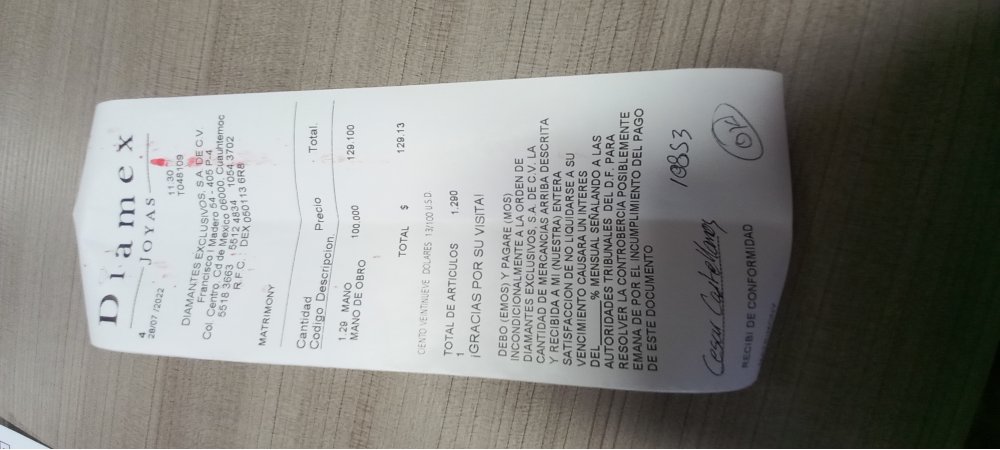 Diamex
JOYAS
4
28/07 /2022 11:30
T048109
DIAMANTES EXCLUSIVOS, S.A. DE C.V.
Francisco I Madero 54 - 405 P-4
Col. Centro, Cd de Mexico 06000, Cuauhtemoc
5518 3663 5512 4834 1054 3702
R.F.C. : DEX 050113 6R8
MATRIMONY
Cantidad
Codigo Descripcion Precio Total.
1.29 MANO 100.000 129.100
MANO DE OBRO
TOTAL $ 129.13
CIENTO VEINTINUEVE DOLARES 13/100 U.S.D.
TOTAL DE ARTICULOS 1.290
1
¡GRACIAS POR SU VISITA!
DEBO (EMOS) Y PAGARE (MOS)
INCONDICIONALMENTE A LA ORDEN DE
DIAMANTES EXCLUSIVOS, S.A. DE C.V. LA
CANTIDAD DE MERCANCIAS ARRIBA DESCRITA
Y RECIBIDA A MI (NUESTRA) ENTERA
SATISFACCON DE NO LIQUIDARSE A SU
VENCIMIENTO CAUSARA UN INTERES
DEL______% MENSUAL SEÑALANDO A LAS
AUTORIDADES TRIBUNALES DEL D.F. PARA
RESOLVER LA CONTROBERCIA POSIBLEMENTE
EMANA DE POR EL INCUMPLIMIENTO DEL PAGO
DE ESTE DOCUMENTO
10853
Cesar
RECIBI DE CONFORMIDAD